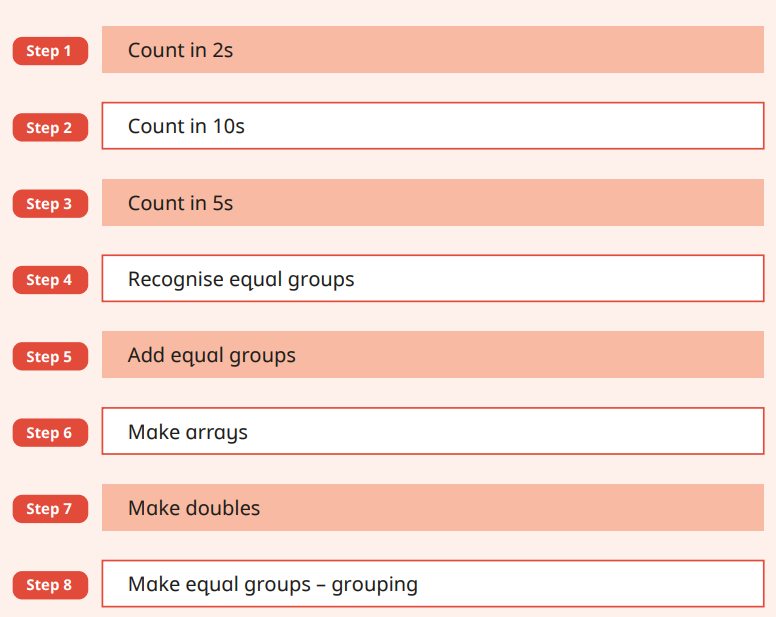 Step 1 Count in 2s
Step 2 Count in 10s
Step 3 Count in 5s
Step 4 Recognise equal groups
Step 5 Add equal groups
Step 6 Make arrays
Step 7 Make doubles
Step 8 Make equal groups – grouping